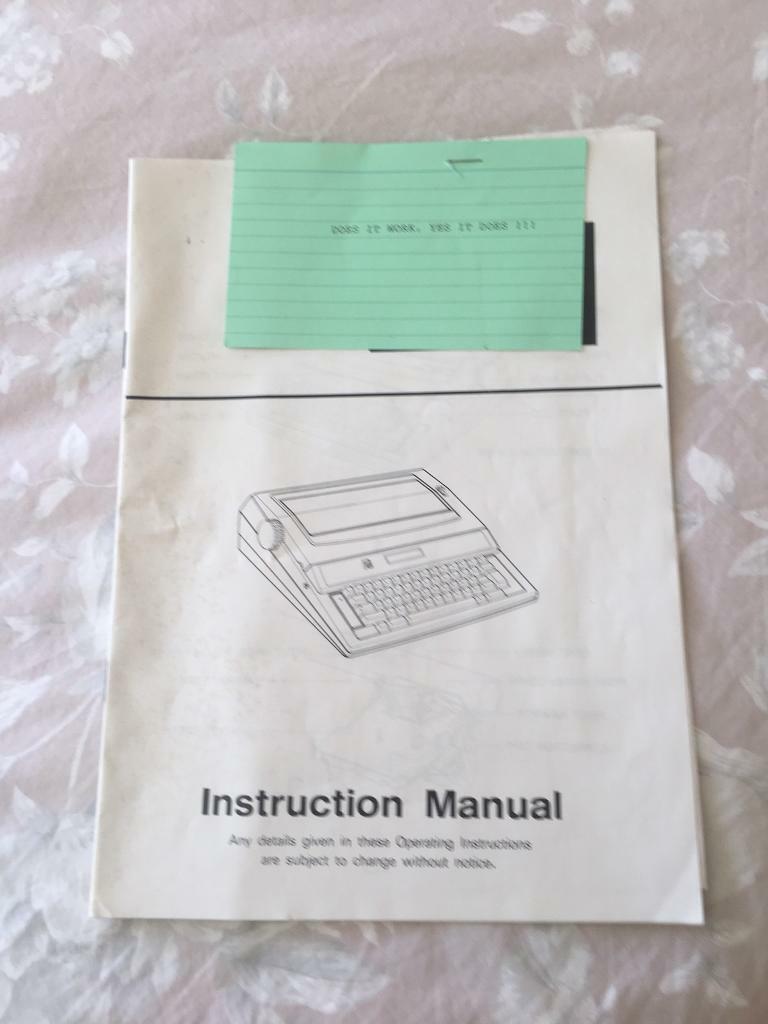 DOES IT WORK. YES IT DOES !!!
Instruction Manual
Any details given in these Operating Instructions
are subject to change without notice.